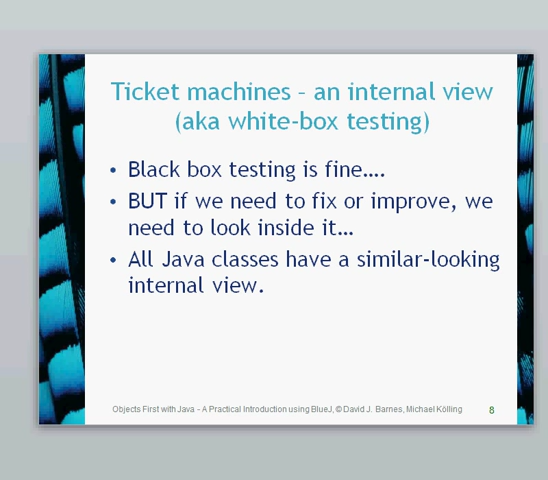 Ticket machines – an internal view
(aka white-box testing)
• Black box testing is fine….
• BUT if we need to fix or improve, we
need to look inside it…
• All Java classes have a similar-looking
internal view.
Objects First with Java - A Practical Introduction using BlueJ, © David J. Barnes, Michael Kölling
8